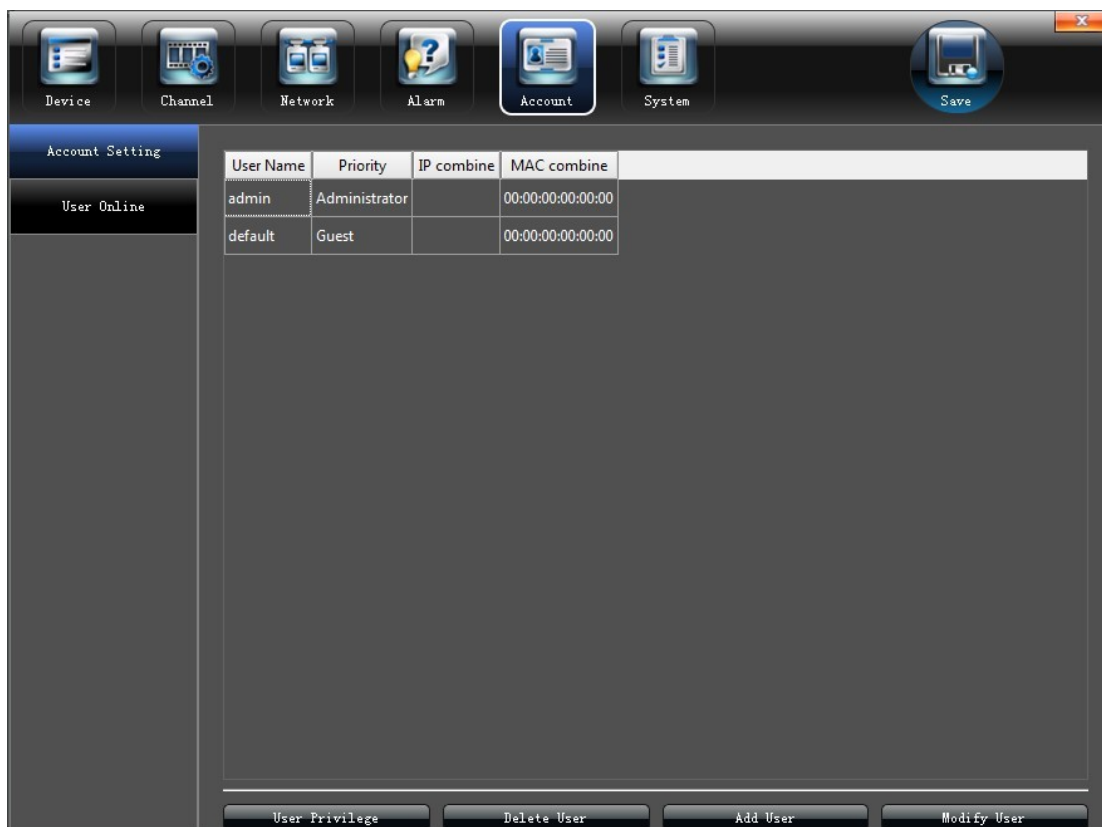 Device Channel Network Alarm Account System Save
Account Setting
User Online
User Name Priority IP combine MAC combine
admin Administrator 00:00:00:00:00:00
default Guest 00:00:00:00:00:00
User Privilege Delete User Add User Modify User